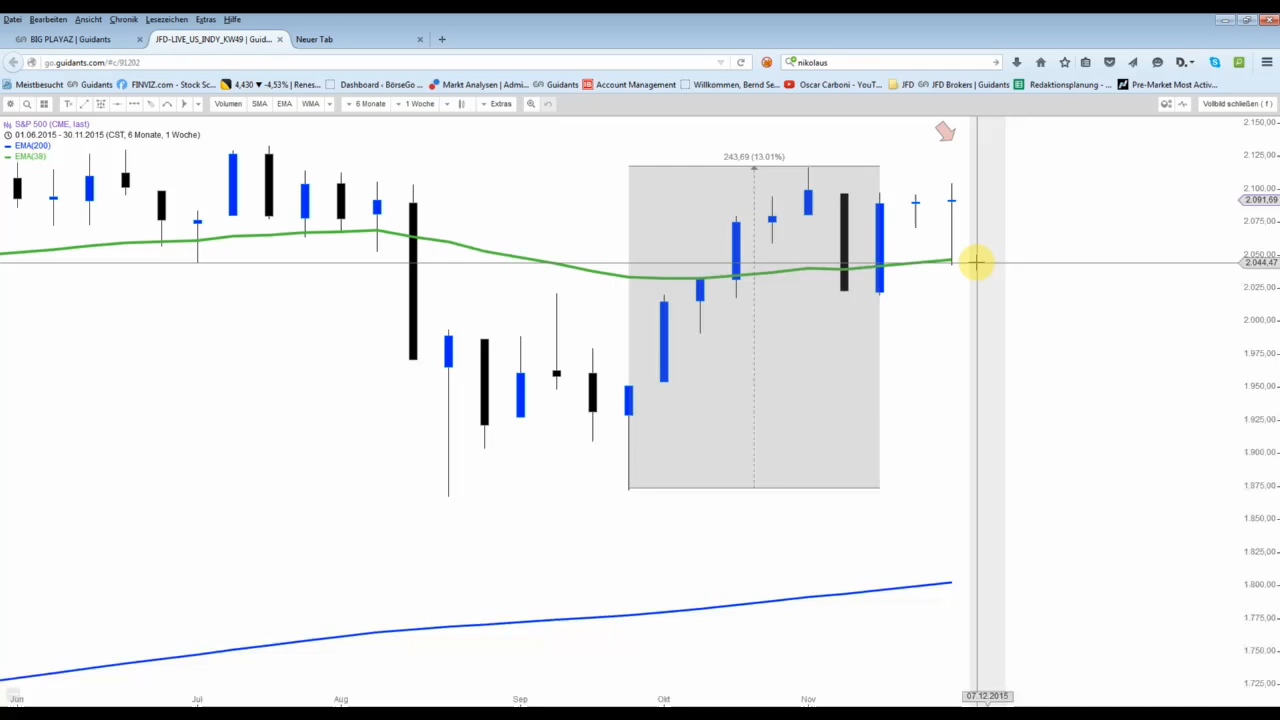 Datei Bearbeiten Ansicht Chronik Lesezeichen Extras Hilfe
BIG PLAYAZ | Guidants × JFD-LIVE_US_INDY_KW49 | Guid... × Neuer Tab × +
go.guidants.com/#c/91202 nikolaus
Meistbesucht Guidants FINVIZ.com - Stock Sc... 4,430 ▼ -4,53% | Renes... Dashboard - BörseGo ... Markt Analysen | Admi... Guidants Account Management Willkommen, Bernd Se... Oscar Carboni - YouT... JFD JFD Brokers | Guidants Redaktionsplanung - ... Pre-Market Most Activ...
Volumen SMA EMA WMA 6 Monate 1 Woche Extras Vollbild schließen ( f )
S&P 500 (CME, last)
01.06.2015 - 30.11.2015 (CST, 6 Monate, 1 Woche)
EMA(200)
EMA(38)
243,69 (13.01%)
2.150,00
2.125,00
2.100,00
2.091,69
2.075,00
2.050,00
2.044,47
2.025,00
2.000,00
1.975,00
1.950,00
1.925,00
1.900,00
1.875,00
1.850,00
1.825,00
1.800,00
1.775,00
1.750,00
1.725,00
Jun Jul Aug Sep Okt Nov 07.12.2015